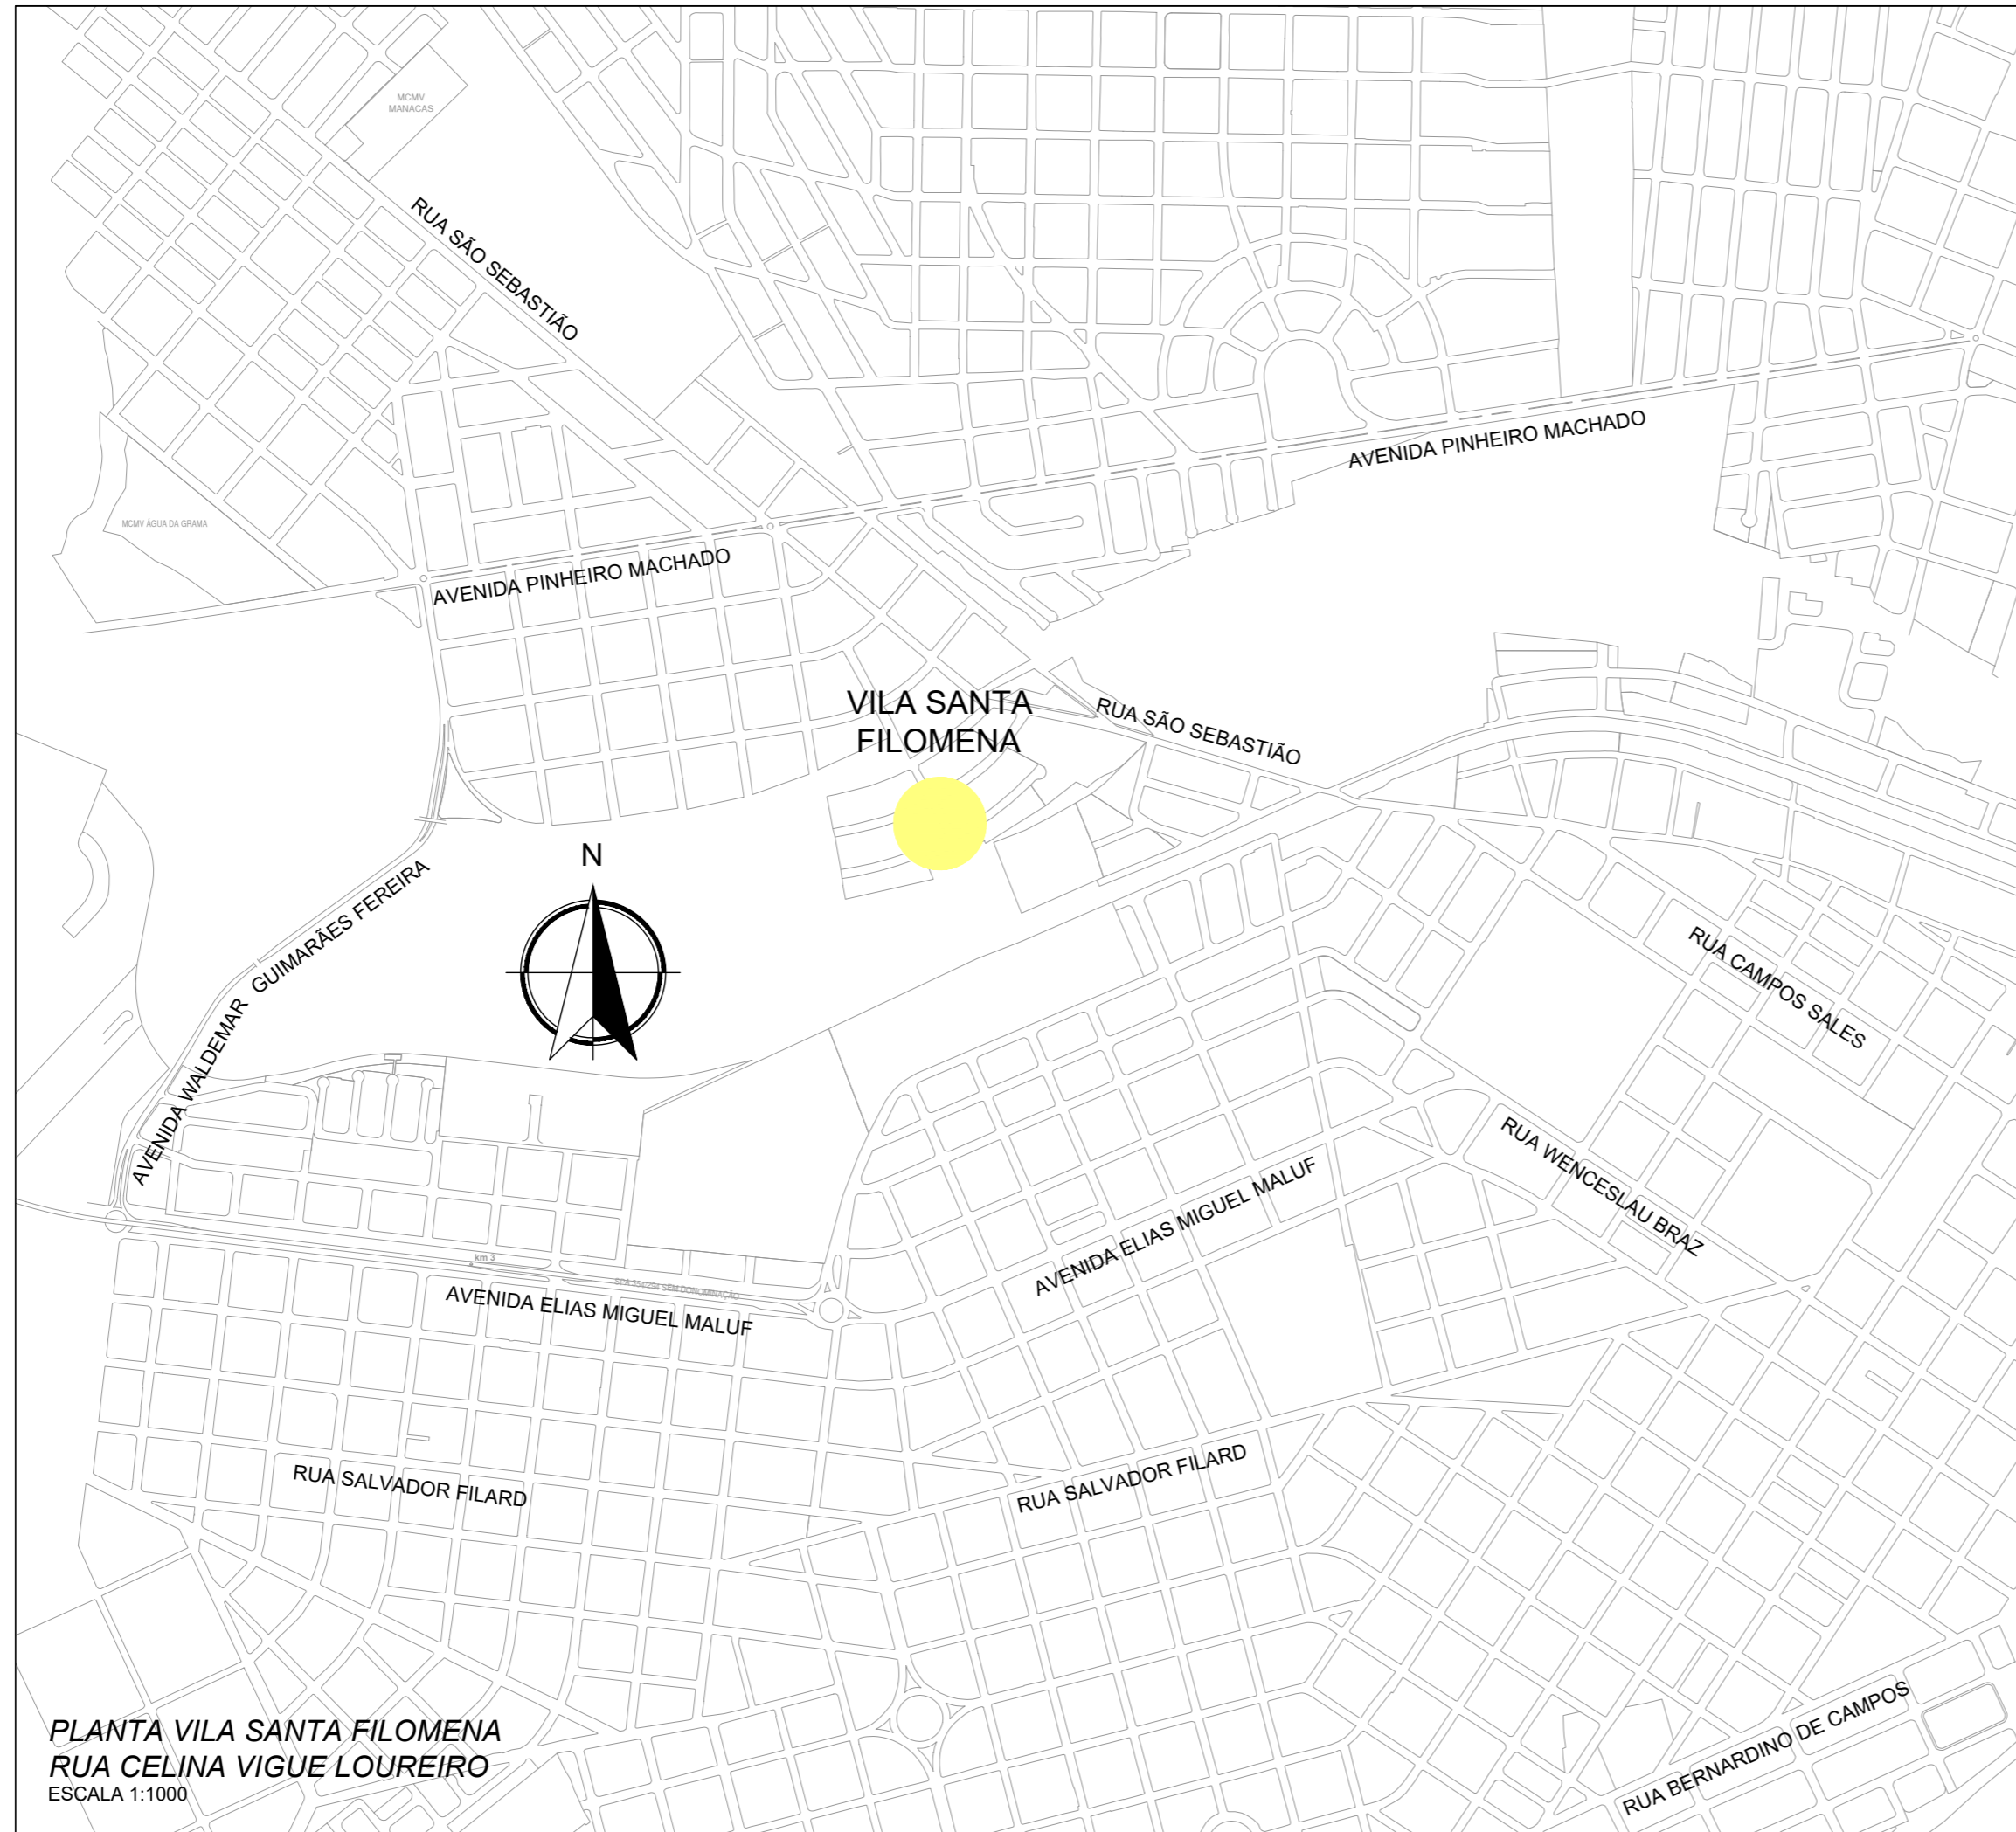 MCMV
MANACAS
RUA SÃO SEBASTIÃO
AVENIDA PINHEIRO MACHADO
MCMV ÁGUA DA GRAMA
AVENIDA PINHEIRO MACHADO
VILA SANTA
FILOMENA
RUA SÃO SEBASTIÃO
N
AVENIDA WALDEMAR GUIMARÃES FEREIRA
RUA CAMPOS SALES
RUA WENCESLAU BRAZ
AVENIDA ELIAS MIGUEL MALUF
km 3
SEM DONOMINAÇÃO
AVENIDA ELIAS MIGUEL MALUF
RUA SALVADOR FILARD
RUA SALVADOR FILARD
RUA BERNARDINO DE CAMPOS
PLANTA VILA SANTA FILOMENA
RUA CELINA VIGUE LOUREIRO
ESCALA 1:1000